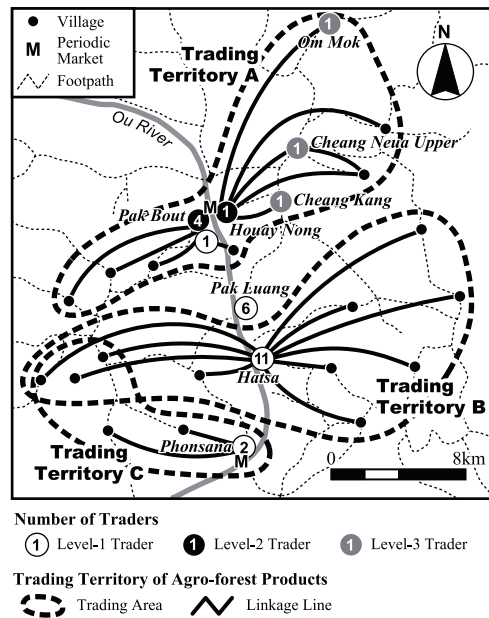 Village
M Periodic
Market
Footpath
Trading
Territory A
Om Mok
1
N
Ou River
Cheang Neua Upper
1
Cheang Kang
1
M
1
Houay Nong
Pak Bout
4
1
Pak Luang
6
11
Hatsa
Trading
Territory B
Trading
Territory C
Phonsana
2
M
0 8km
Number of Traders
1 Level-1 Trader 1 Level-2 Trader 1 Level-3 Trader
Trading Territory of Agro-forest Products
Trading Area Linkage Line